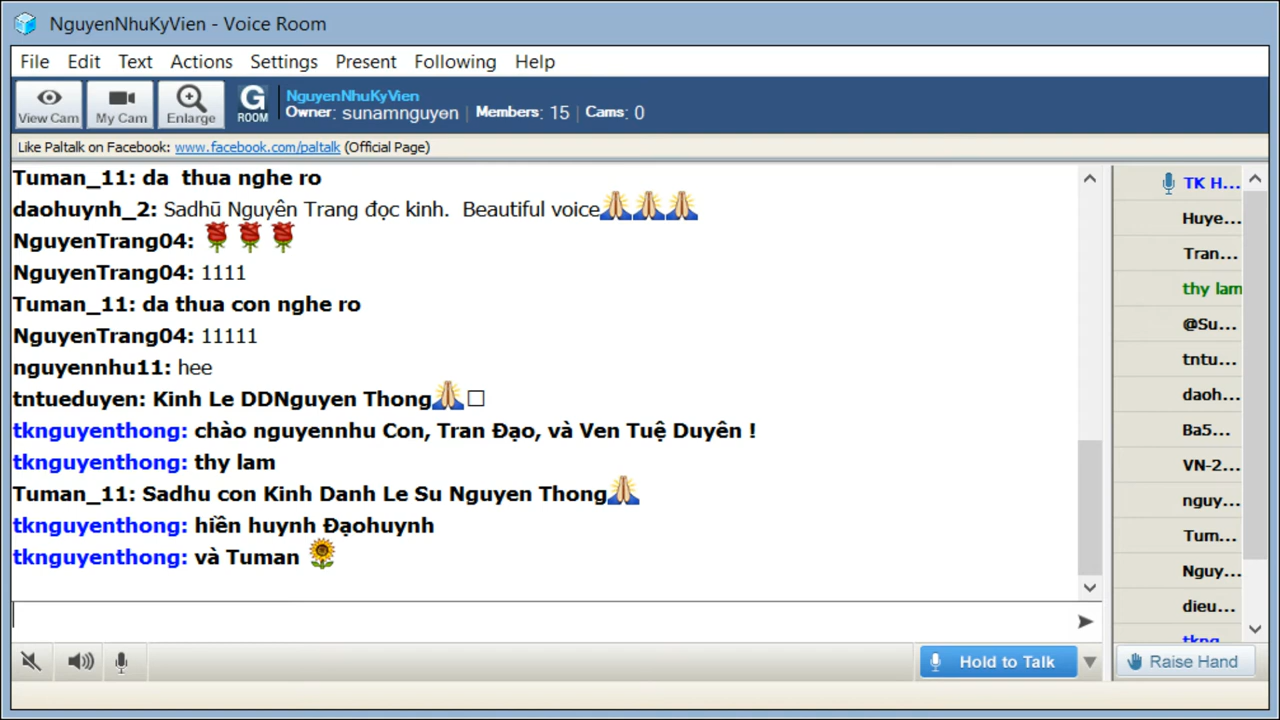 NguyenNhuKyVien - Voice Room
File Edit Text Actions Settings Present Following Help
View Cam My Cam Enlarge G ROOM
NguyenNhuKyVien
Owner: sunamnguyen | Members: 15 | Cams: 0
Like Paltalk on Facebook: www.facebook.com/paltalk (Official Page)
Tuman_11: da thua nghe ro
daohuynh_2: Sadhū Nguyên Trang đọc kinh. Beautiful voice🙏🙏🙏
NguyenTrang04: 🌹🌹🌹
NguyenTrang04: 1111
Tuman_11: da thua con nghe ro
NguyenTrang04: 11111
nguyennhu11: hee
tntueduyen: Kinh Le DDNguyen Thong🙏□
tknguyenthong: chào nguyennhu Con, Tran Đạo, và Ven Tuệ Duyên !
tknguyenthong: thy lam
Tuman_11: Sadhu con Kinh Danh Le Su Nguyen Thong🙏
tknguyenthong: hiền huynh Đạohuynh
tknguyenthong: và Tuman 🌻
TK H...
Huye...
Tran...
thy lam
@Su...
tntu...
daoh...
Ba5...
VN-2...
nguy...
Tum...
Nguy...
dieu...
tkng...
Hold to Talk
Raise Hand